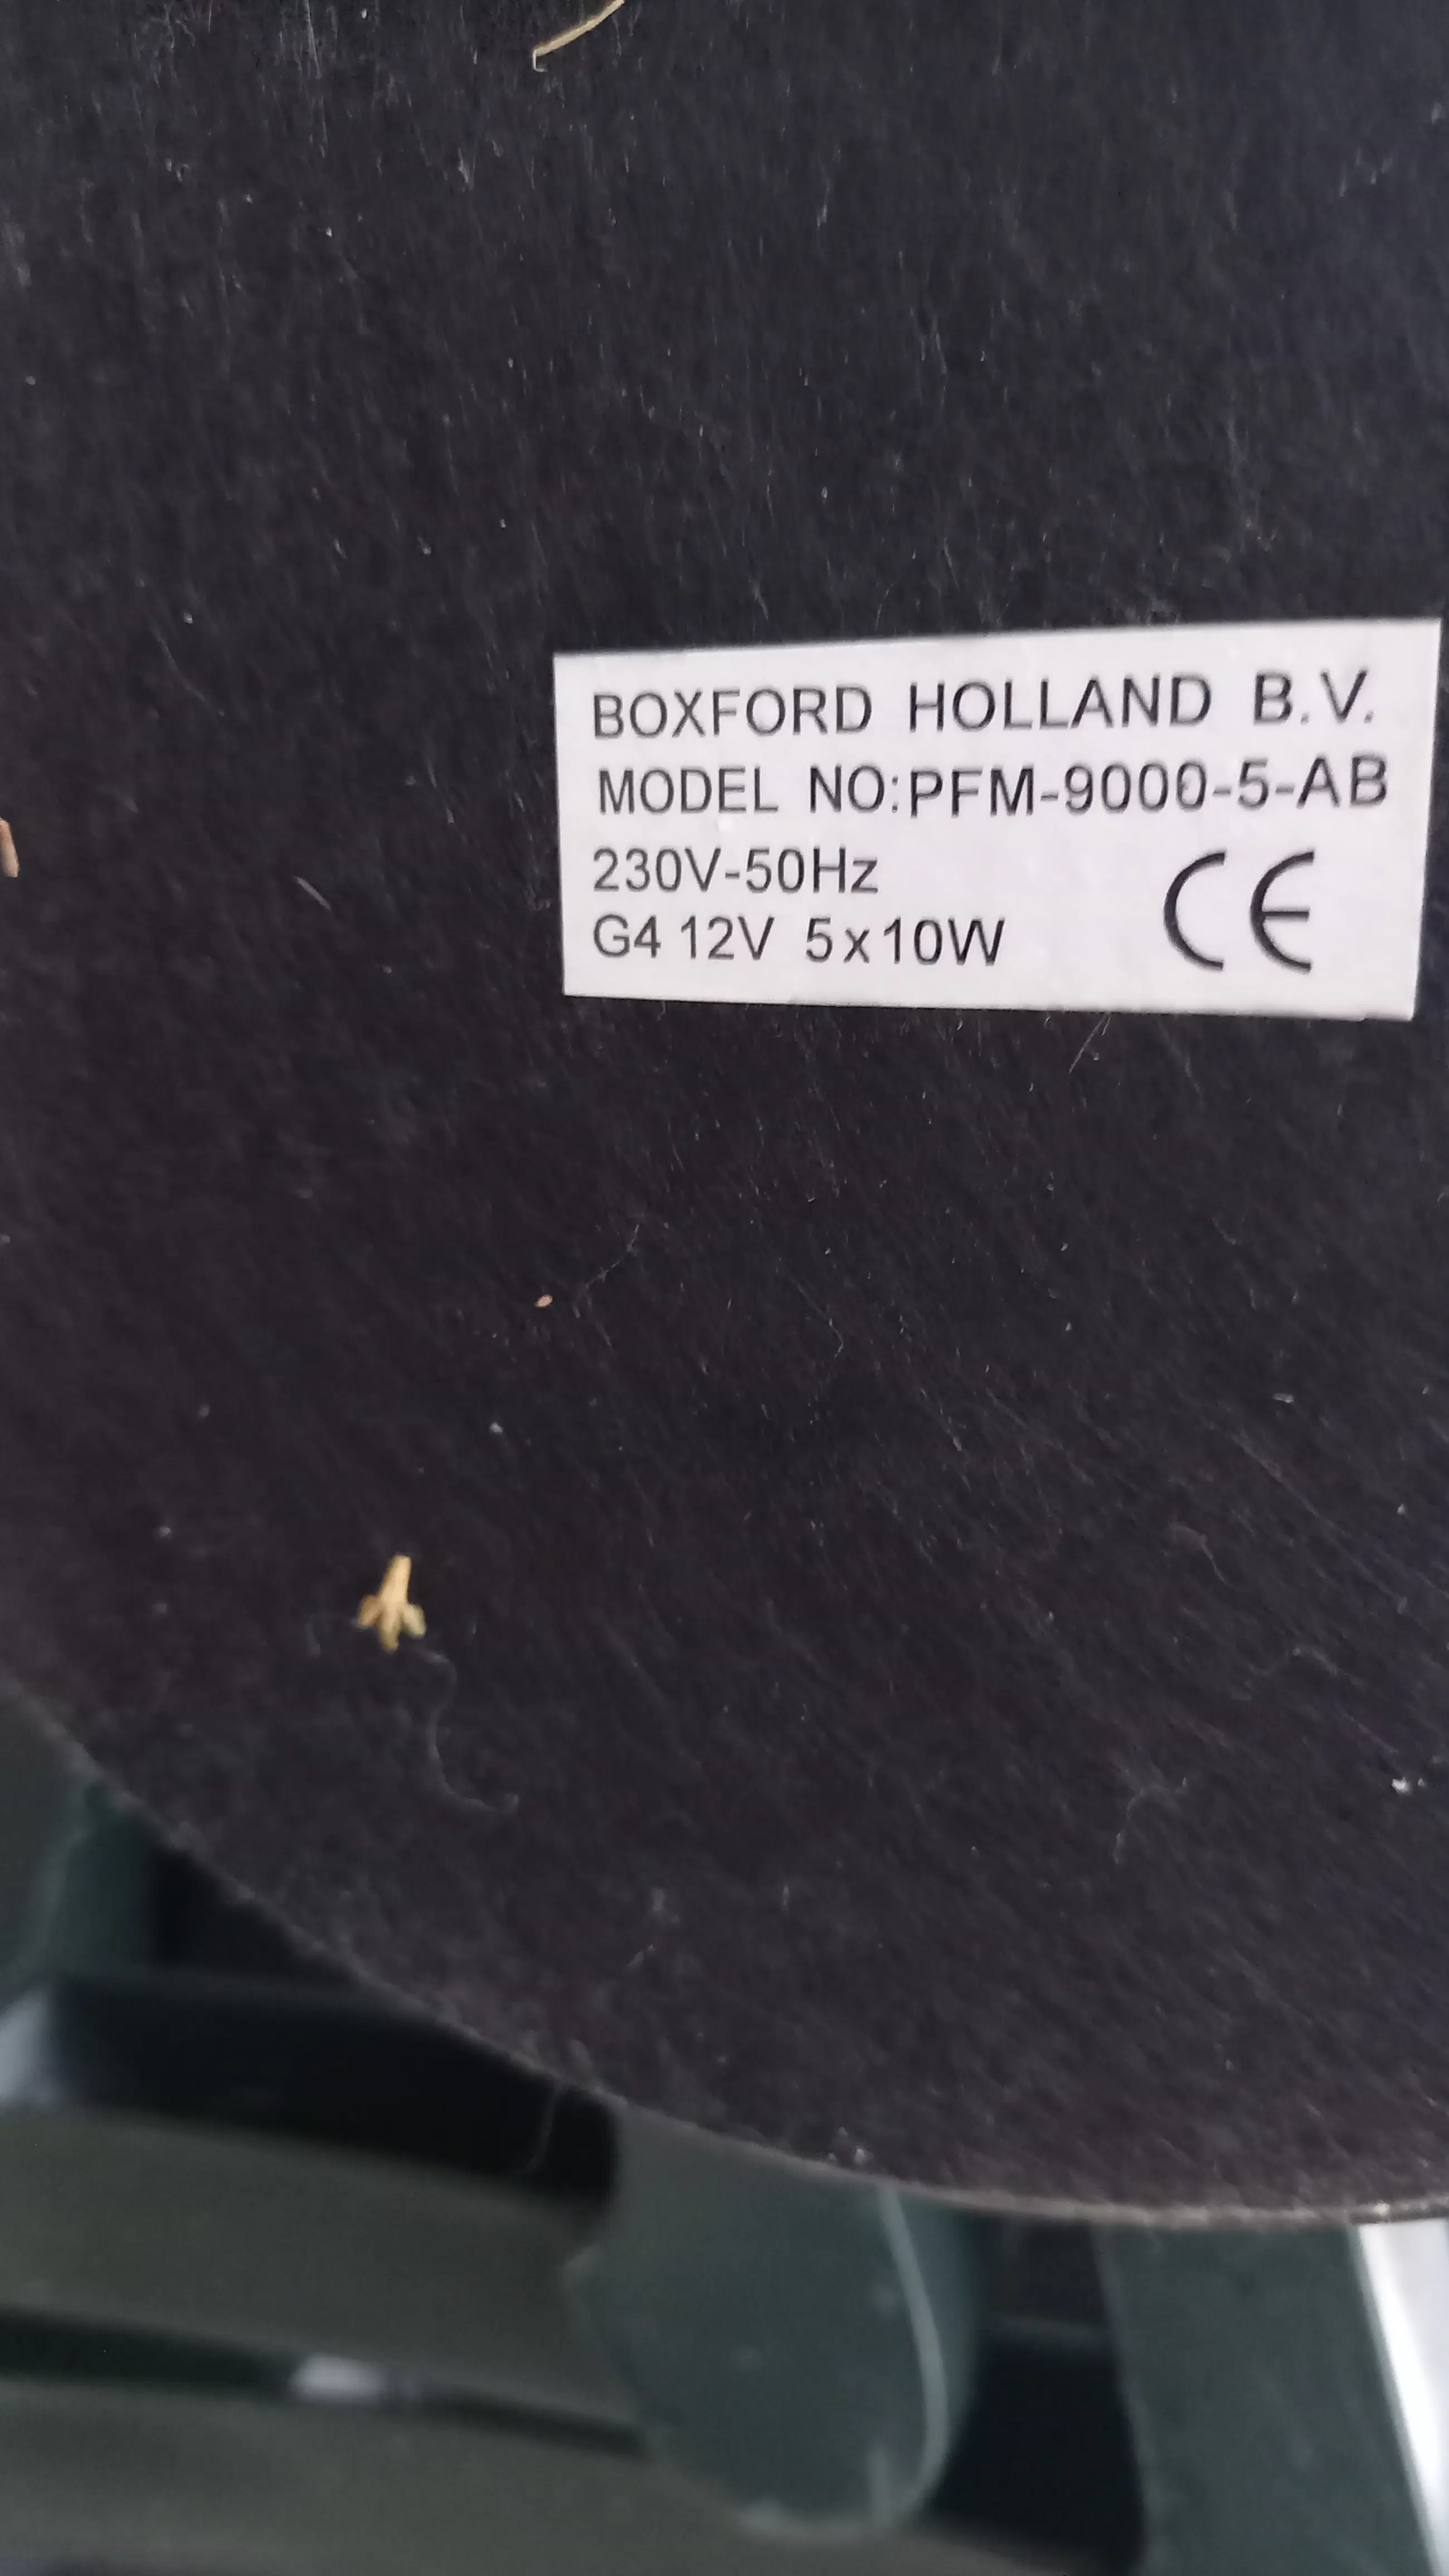 BOXFORD HOLLAND B.V.
MODEL NO:PFM-9000-5-AB
230V-50Hz
G4 12V 5x10W CE